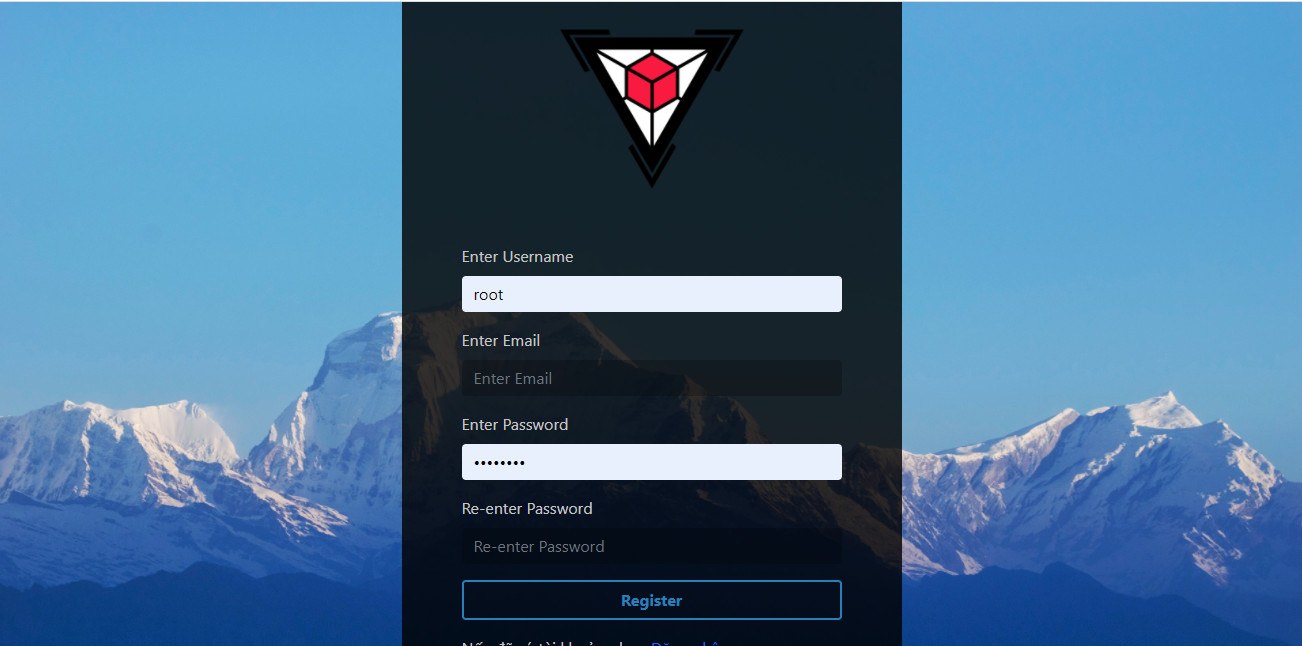 Enter Username
root
Enter Email
Enter Email
Enter Password
••••••••
Re-enter Password
Re-enter Password
Register